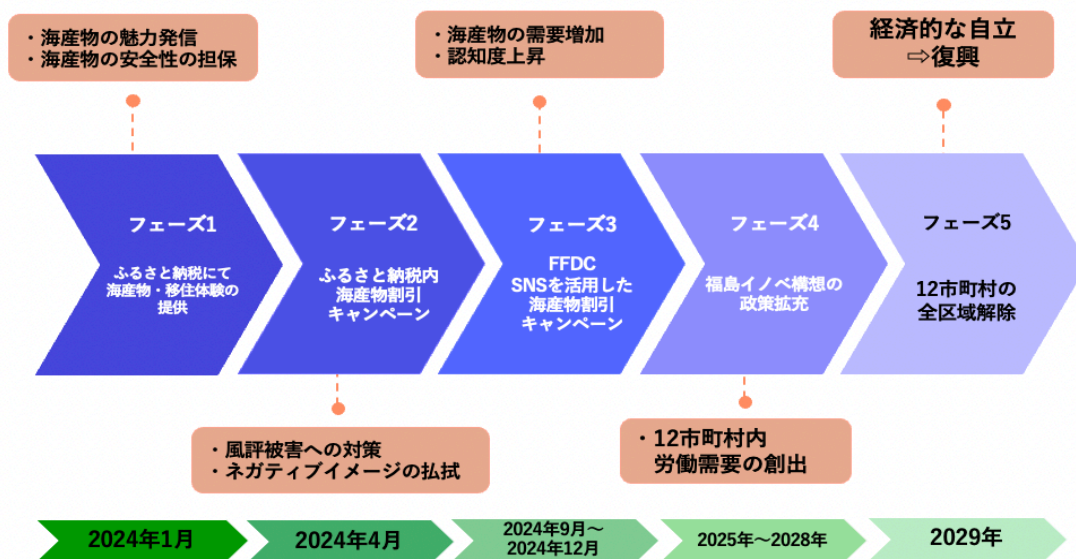 ・海産物の魅力発信
・海産物の安全性の担保
・海産物の需要増加
・認知度上昇
経済的な自立
⇨復興
フェーズ1
ふるさと納税にて
海産物・移住体験の
提供
フェーズ2
ふるさと納税内
海産物割引
キャンペーン
フェーズ3
FFDC
SNSを活用した
海産物割引
キャンペーン
フェーズ4
福島イノベ構想の
政策拡充
フェーズ5
12市町村の
全区域解除
・風評被害への対策
・ネガティブイメージの払拭
・12市町村内
労働需要の創出
2024年1月
2024年4月
2024年9月～
2024年12月
2025年～2028年
2029年